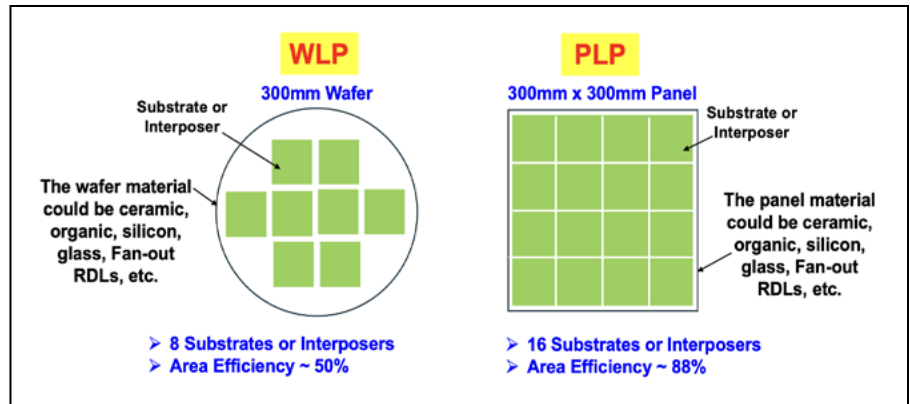 WLP
300mm Wafer
Substrate or
Interposer
The wafer material
could be ceramic,
organic, silicon,
glass, Fan-out
RDLs, etc.
➢ 8 Substrates or Interposers
➢ Area Efficiency ~ 50%
PLP
300mm x 300mm Panel
Substrate or
Interposer
The panel material
could be ceramic,
organic, silicon,
glass, Fan-out
RDLs, etc.
➢ 16 Substrates or Interposers
➢ Area Efficiency ~ 88%